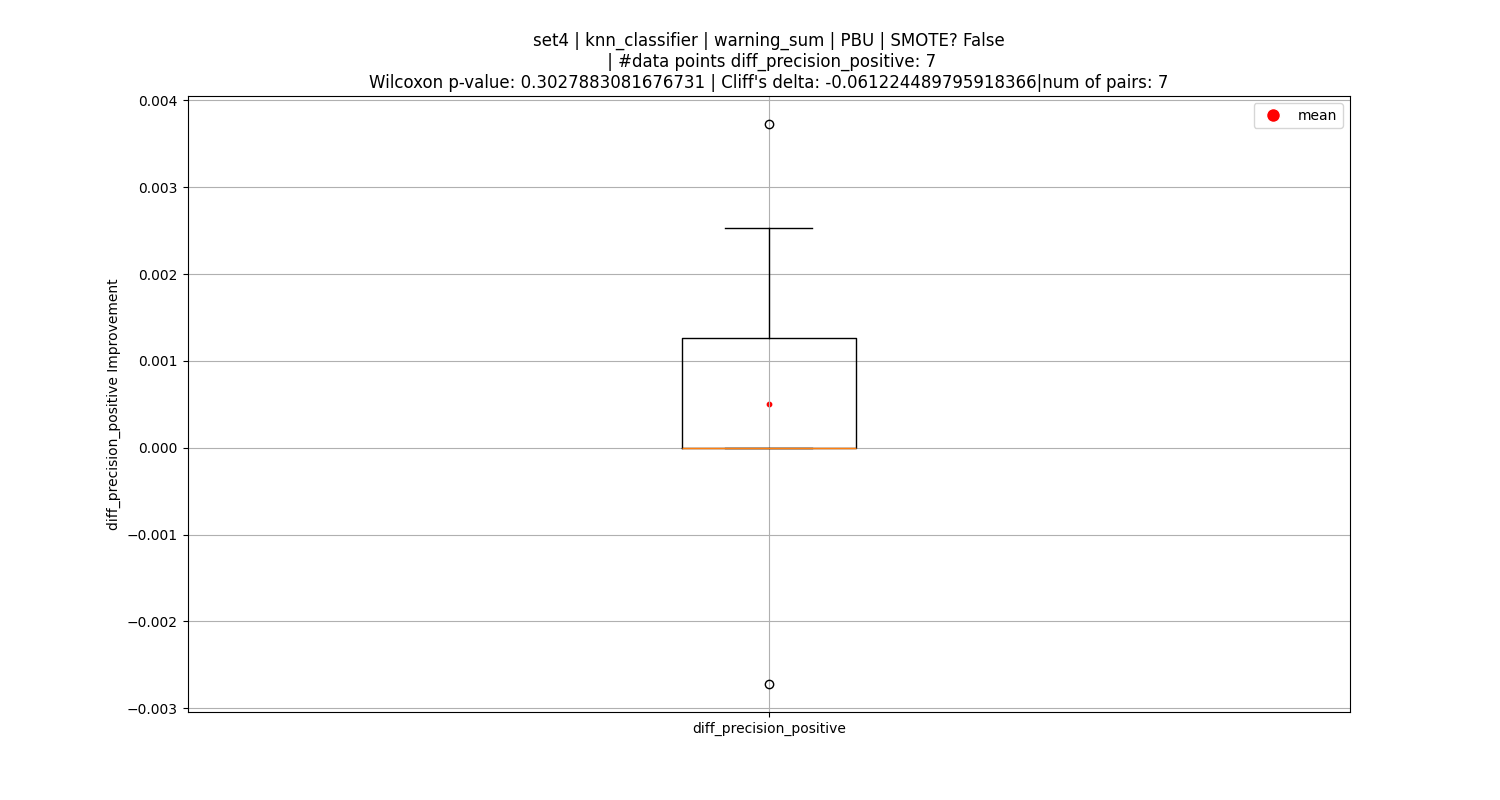 set4 | knn_classifier | warning_sum | PBU | SMOTE? False
| #data points diff_precision_positive: 7
Wilcoxon p-value: 0.3027883081676731 | Cliff's delta: -0.061224489795918366|num of pairs: 7
mean
0.004
0.003
0.002
0.001
0.000
−0.001
−0.002
−0.003
diff_precision_positive Improvement
diff_precision_positive